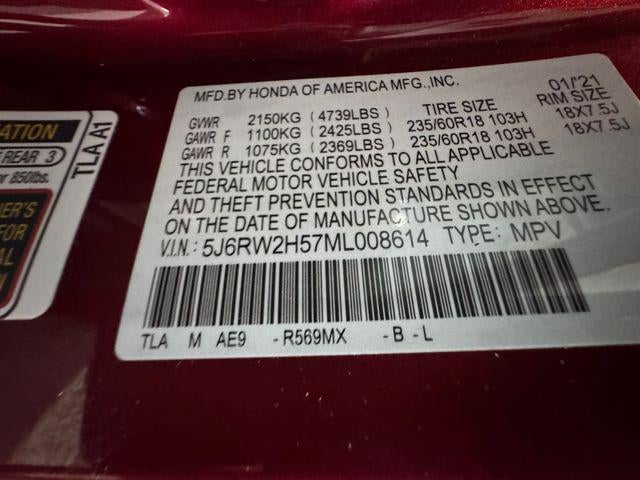 MFD.BY HONDA OF AMERICA MFG.,INC. 01/'21
GVWR 2150KG (4739LBS) TIRE SIZE RIM SIZE
GAWR F 1100KG (2425LBS) 235/60R18 103H 18X7.5J
GAWR R 1075KG (2369LBS) 235/60R18 103H 18X7.5J
THIS VEHICLE CONFORMS TO ALL APPLICABLE
FEDERAL MOTOR VEHICLE SAFETY
AND THEFT PREVENTION STANDARDS IN EFFECT
ON THE DATE OF MANUFACTURE SHOWN ABOVE.
V.I.N.: 5J6RW2H57ML008614 TYPE: MPV
TLA M AE9 -R569MX -B -L
REAR 3
850lbs.
TLA A1
FOR